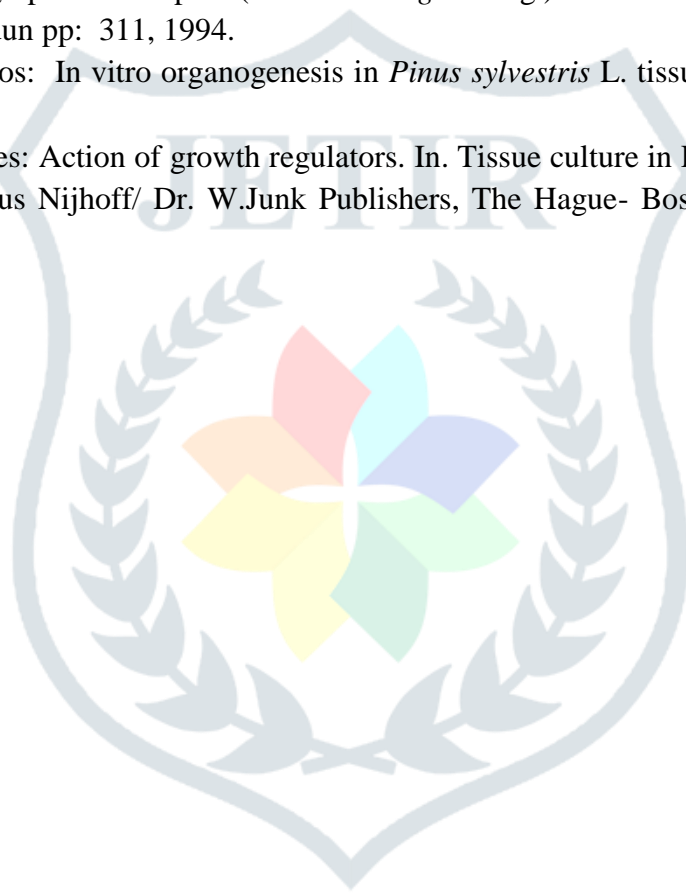 un pp: 311, 1994.
os: In vitro organogenesis in Pinus sylvestris L. tissu
es: Action of growth regulators. In. Tissue culture in
us Nijhoff/ Dr. W.Junk Publishers, The Hague- Bos
JETIR